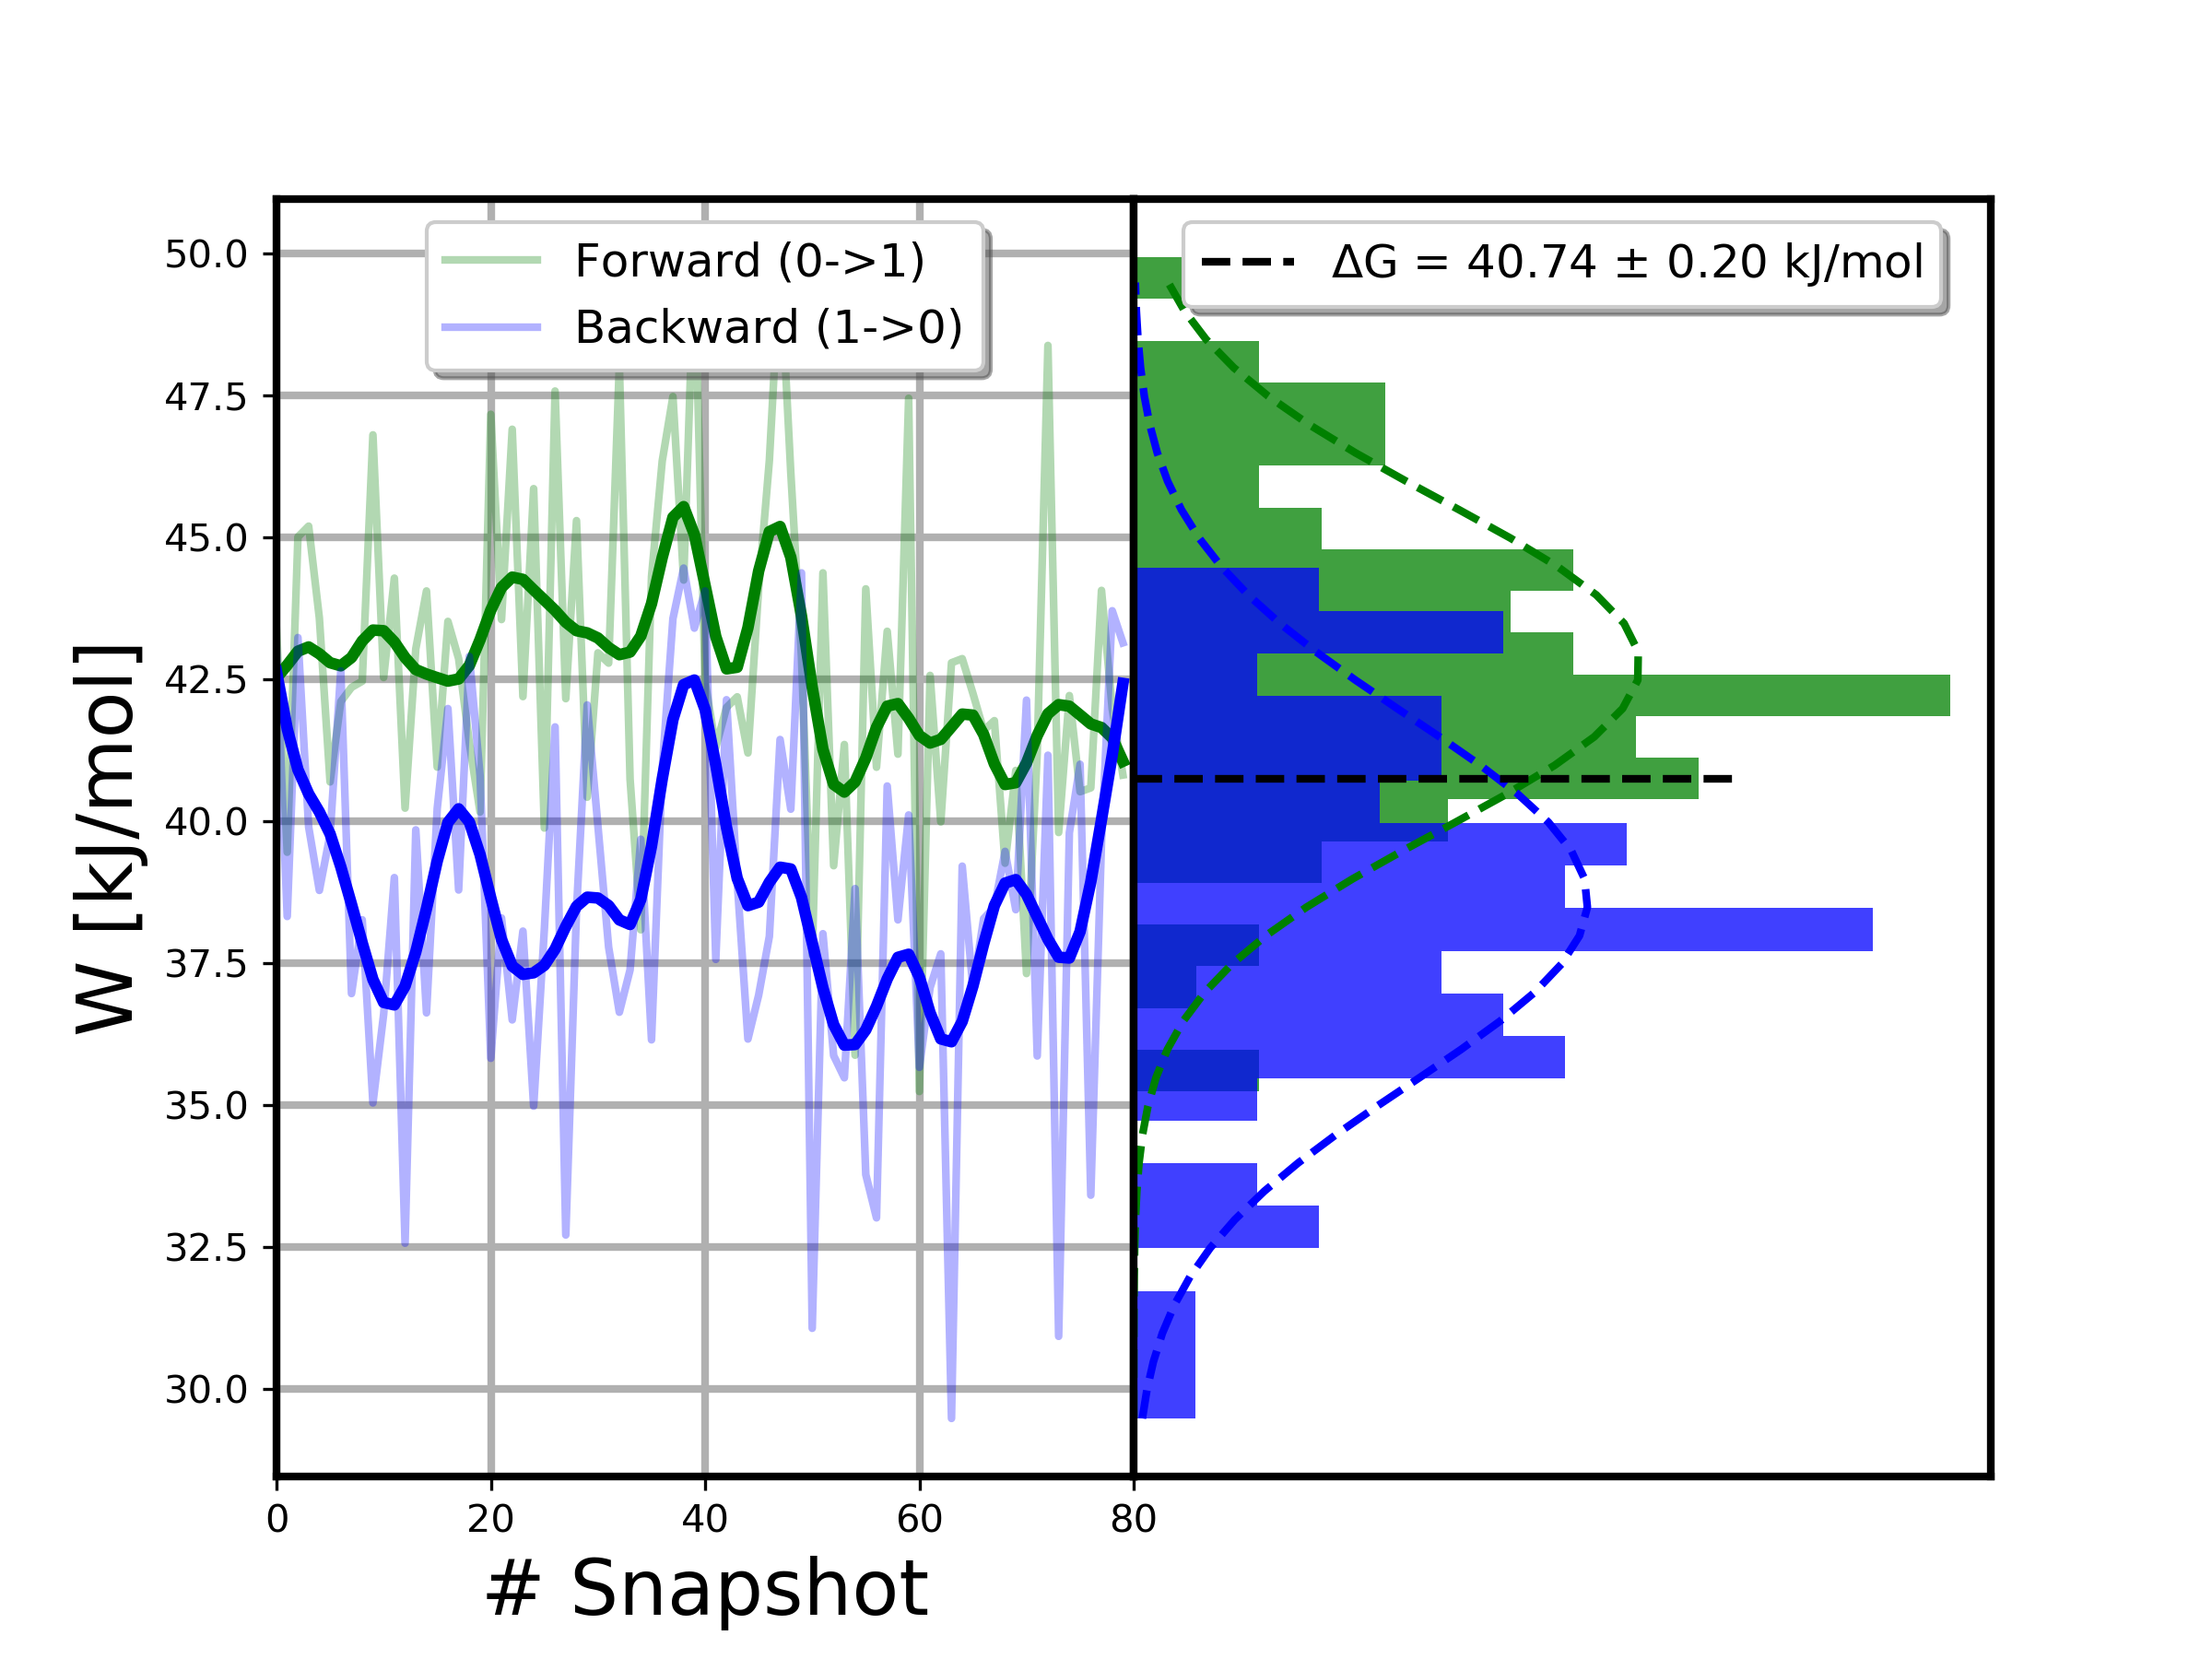 Forward (0->1)
Backward (1->0)
ΔG = 40.74 ± 0.20 kJ/mol
50.0
47.5
45.0
42.5
40.0
37.5
35.0
32.5
30.0
W [kJ/mol]
0 20 40 60 80
# Snapshot